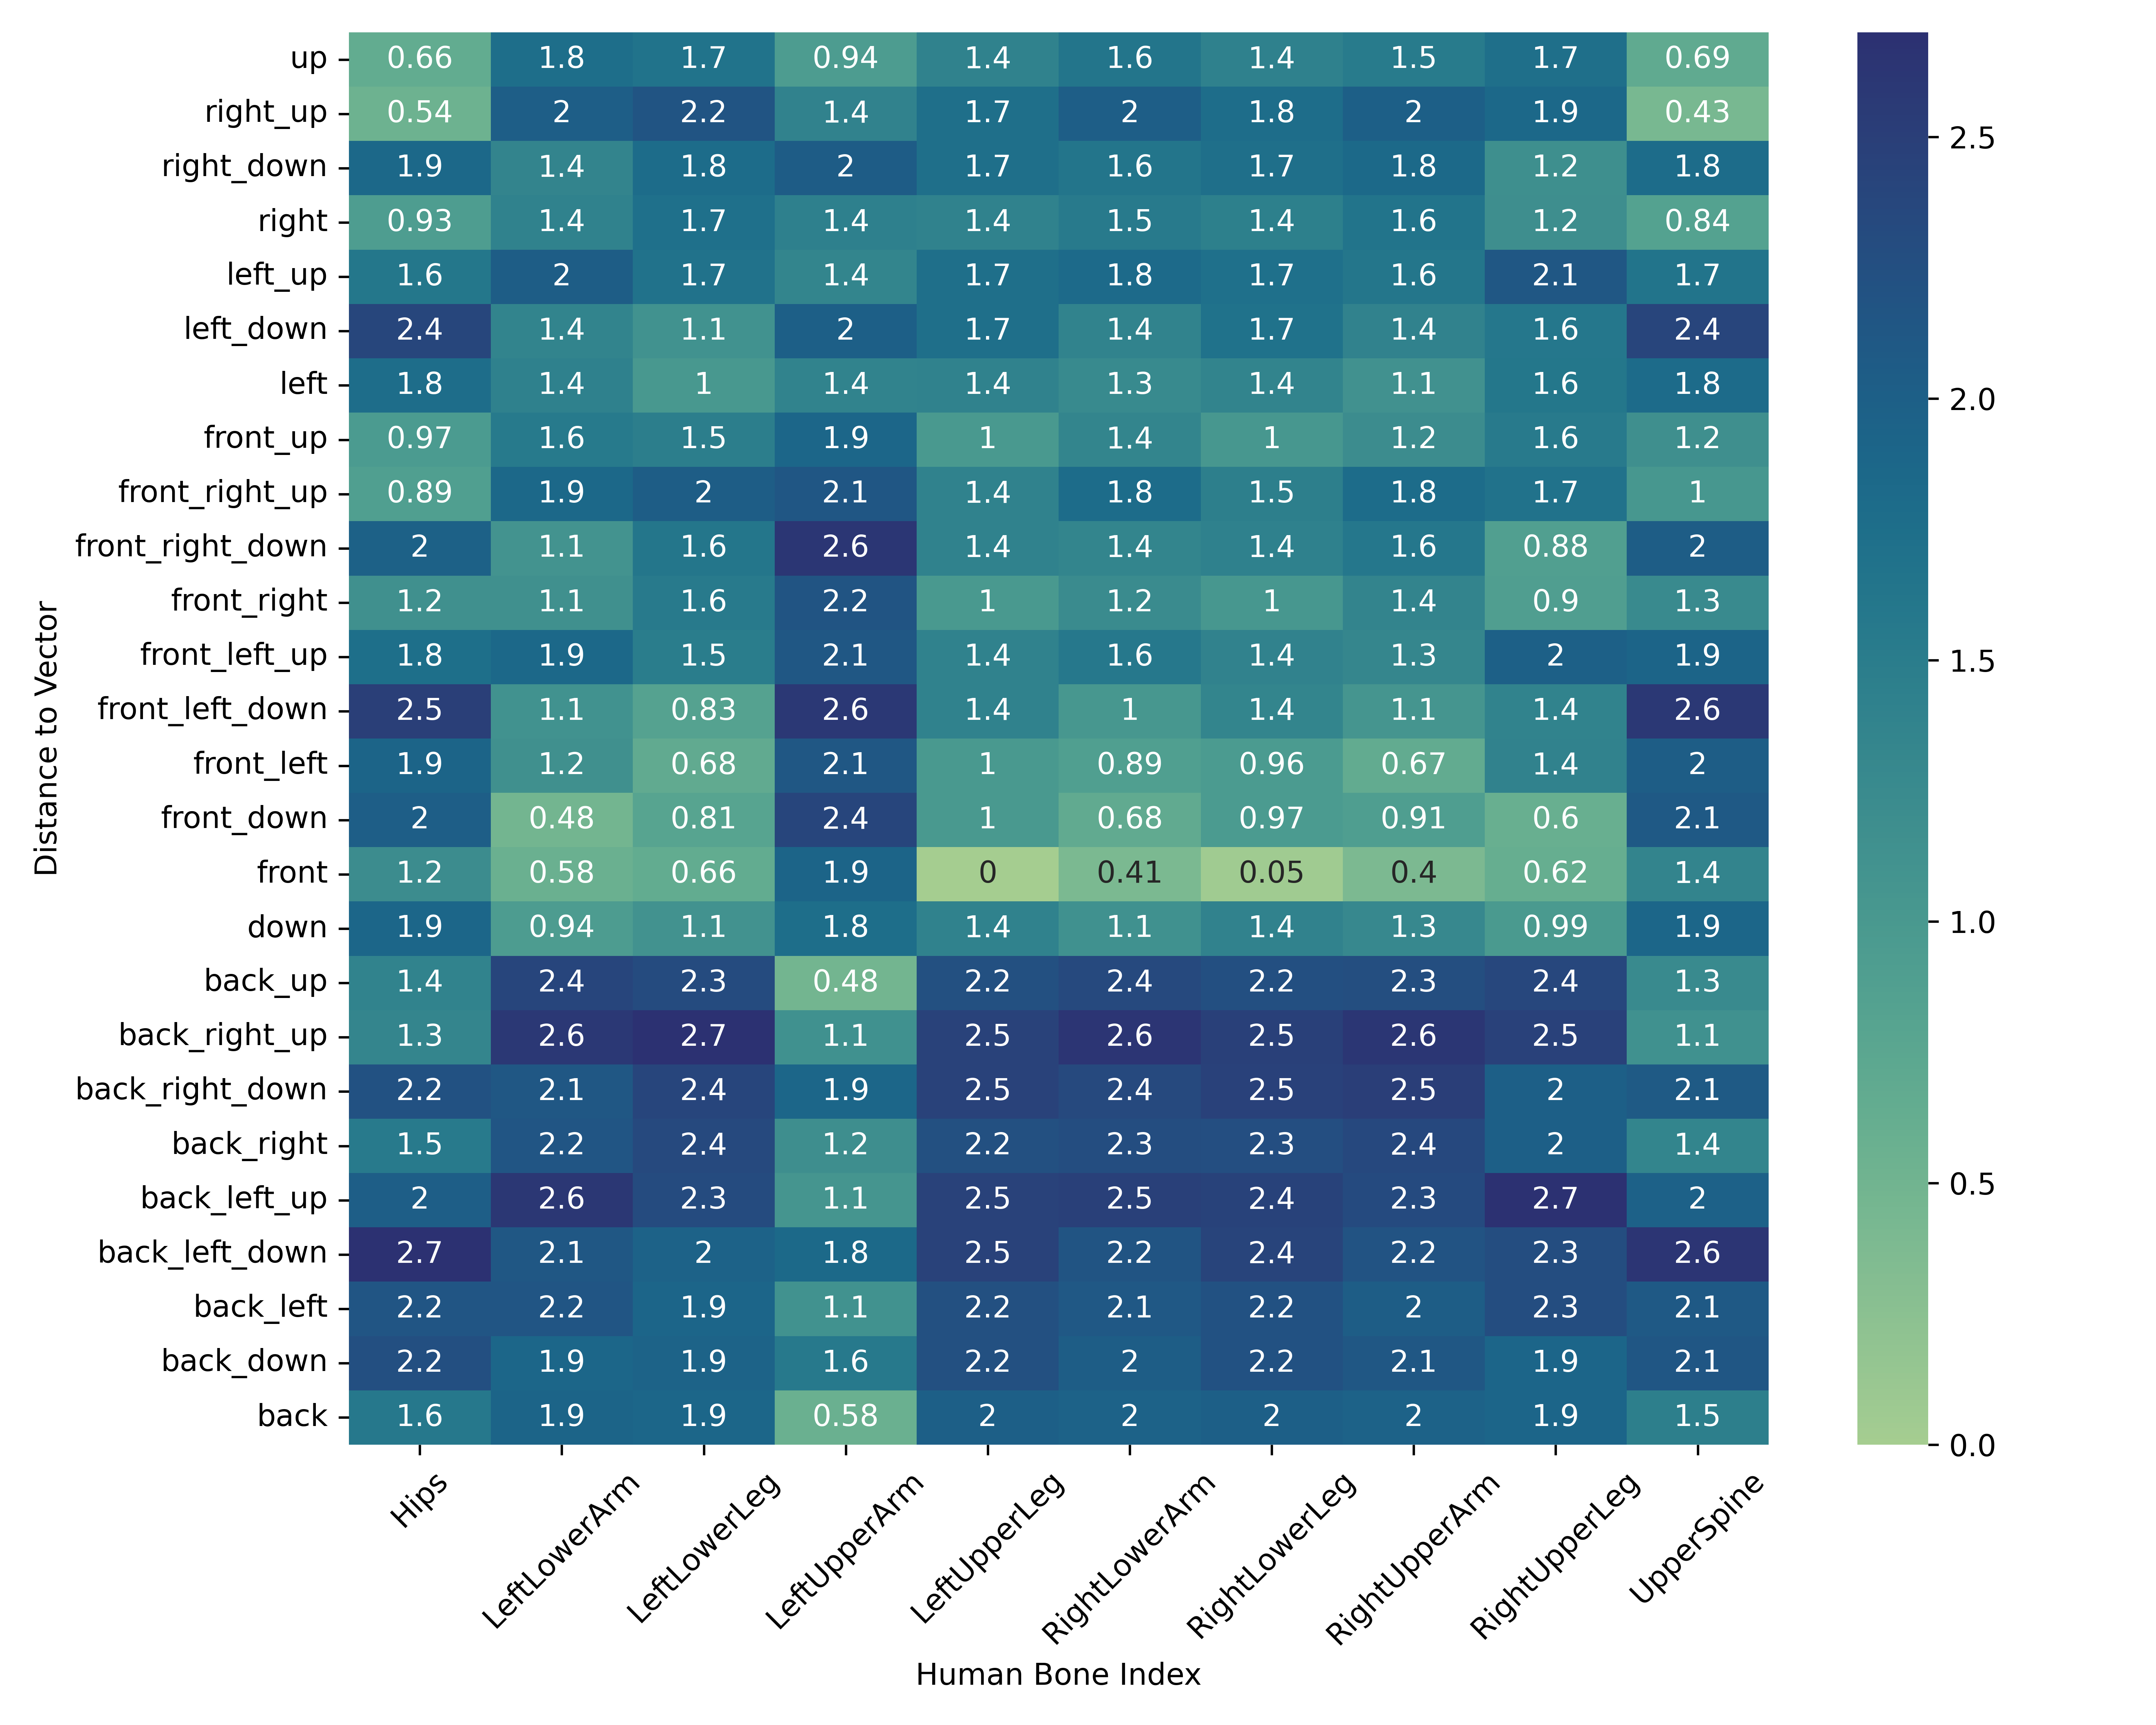 up 0.66 1.8 1.7 0.94 1.4 1.6 1.4 1.5 1.7 0.69
right_up 0.54 2 2.2 1.4 1.7 2 1.8 2 1.9 0.43
right_down 1.9 1.4 1.8 2 1.7 1.6 1.7 1.8 1.2 1.8
right 0.93 1.4 1.7 1.4 1.4 1.5 1.4 1.6 1.2 0.84
left_up 1.6 2 1.7 1.4 1.7 1.8 1.7 1.6 2.1 1.7
left_down 2.4 1.4 1.1 2 1.7 1.4 1.7 1.4 1.6 2.4
left 1.8 1.4 1 1.4 1.4 1.3 1.4 1.1 1.6 1.8
front_up 0.97 1.6 1.5 1.9 1 1.4 1 1.2 1.6 1.2
front_right_up 0.89 1.9 2 2.1 1.4 1.8 1.5 1.8 1.7 1
front_right_down 2 1.1 1.6 2.6 1.4 1.4 1.4 1.6 0.88 2
front_right 1.2 1.1 1.6 2.2 1 1.2 1 1.4 0.9 1.3
front_left_up 1.8 1.9 1.5 2.1 1.4 1.6 1.4 1.3 2 1.9
front_left_down 2.5 1.1 0.83 2.6 1.4 1 1.4 1.1 1.4 2.6
front_left 1.9 1.2 0.68 2.1 1 0.89 0.96 0.67 1.4 2
front_down 2 0.48 0.81 2.4 1 0.68 0.97 0.91 0.6 2.1
front 1.2 0.58 0.66 1.9 0 0.41 0.05 0.4 0.62 1.4
down 1.9 0.94 1.1 1.8 1.4 1.1 1.4 1.3 0.99 1.9
back_up 1.4 2.4 2.3 0.48 2.2 2.4 2.2 2.3 2.4 1.3
back_right_up 1.3 2.6 2.7 1.1 2.5 2.6 2.5 2.6 2.5 1.1
back_right_down 2.2 2.1 2.4 1.9 2.5 2.4 2.5 2.5 2 2.1
back_right 1.5 2.2 2.4 1.2 2.2 2.3 2.3 2.4 2 1.4
back_left_up 2 2.6 2.3 1.1 2.5 2.5 2.4 2.3 2.7 2
back_left_down 2.7 2.1 2 1.8 2.5 2.2 2.4 2.2 2.3 2.6
back_left 2.2 2.2 1.9 1.1 2.2 2.1 2.2 2 2.3 2.1
back_down 2.2 1.9 1.9 1.6 2.2 2 2.2 2.1 1.9 2.1
back 1.6 1.9 1.9 0.58 2 2 2 2 1.9 1.5
Distance to Vector
Hips LeftLowerArm LeftLowerLeg LeftUpperArm LeftUpperLeg RightLowerArm RightLowerLeg RightUpperArm RightUpperLeg UpperSpine
Human Bone Index
2.5
2.0
1.5
1.0
0.5
0.0